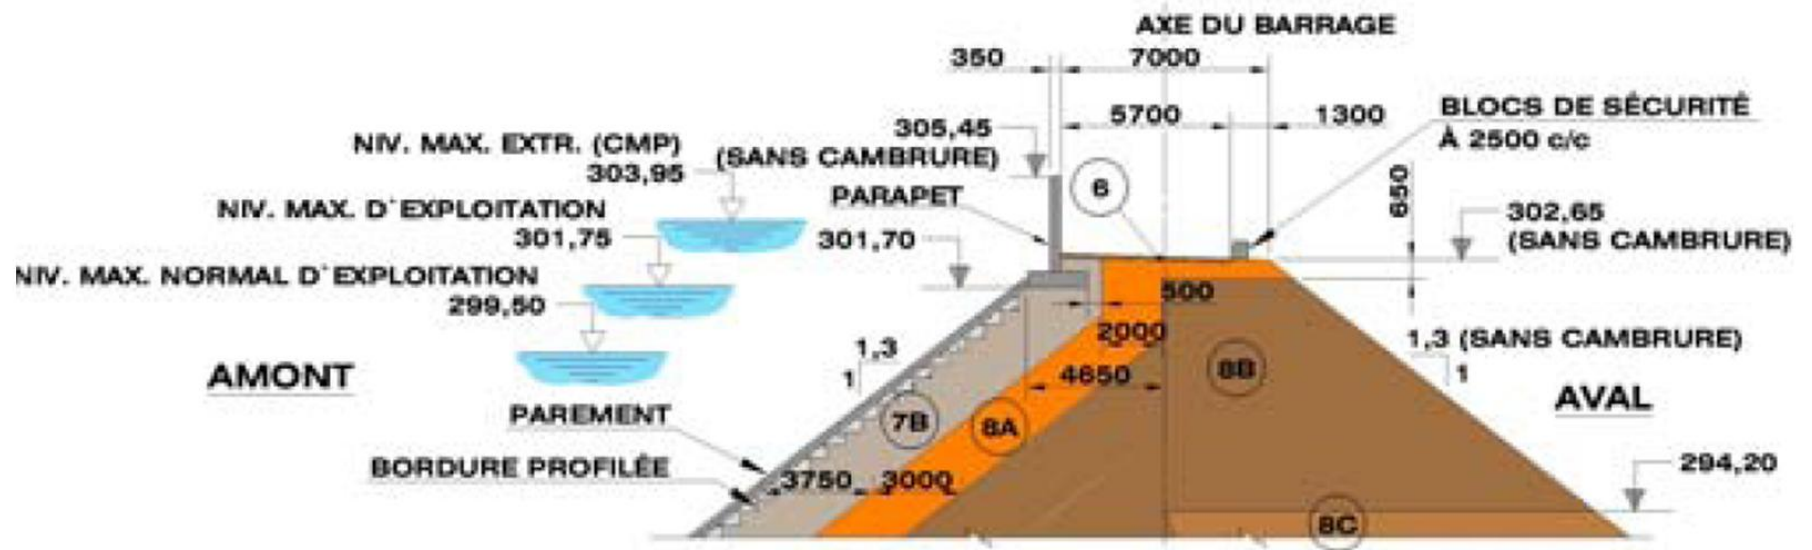 AXE DU BARRAGE
350
7000
5700
1300
BLOCS DE SÉCURITÉ
À 2500 c/c
305,45
(SANS CAMBRURE)
NIV. MAX. EXTR. (CMP)
303,95
6
650
PARAPET
NIV. MAX. D'EXPLOITATION
301,75
301,70
302,65
(SANS CAMBRURE)
NIV. MAX. NORMAL D'EXPLOITATION
299,50
500
2000
1,3
1
4650
8B
1,3 (SANS CAMBRURE)
1
AMONT
AVAL
PAREMENT
7B
8A
BORDURE PROFILÉE
3750
3000
294,20
8C